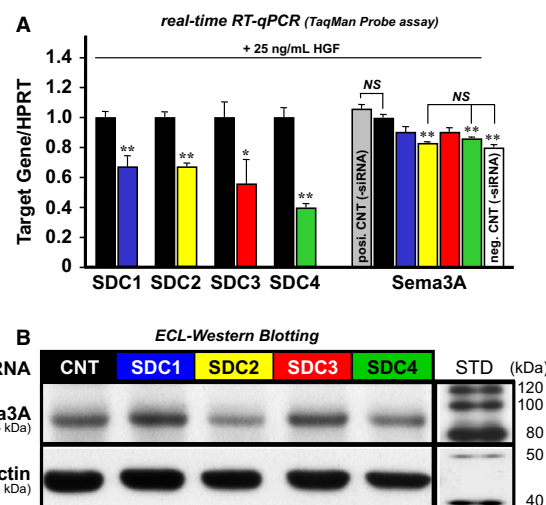 A
real-time RT-qPCR (TaqMan Probe assay)
+ 25 ng/mL HGF
Target Gene/HPRT
1.4
1.2
1.0
0.8
0.6
0.4
0.2
0
** ** * **
NS
NS
** ** **
posi. CNT (-siRNA)
neg. CNT (-siRNA)
SDC1 SDC2 SDC3 SDC4 Sema3A
B
ECL-Western Blotting
RNA CNT SDC1 SDC2 SDC3 SDC4 STD (kDa)
a3A
kDa)
ctin
kDa)
120
100
80
50
40